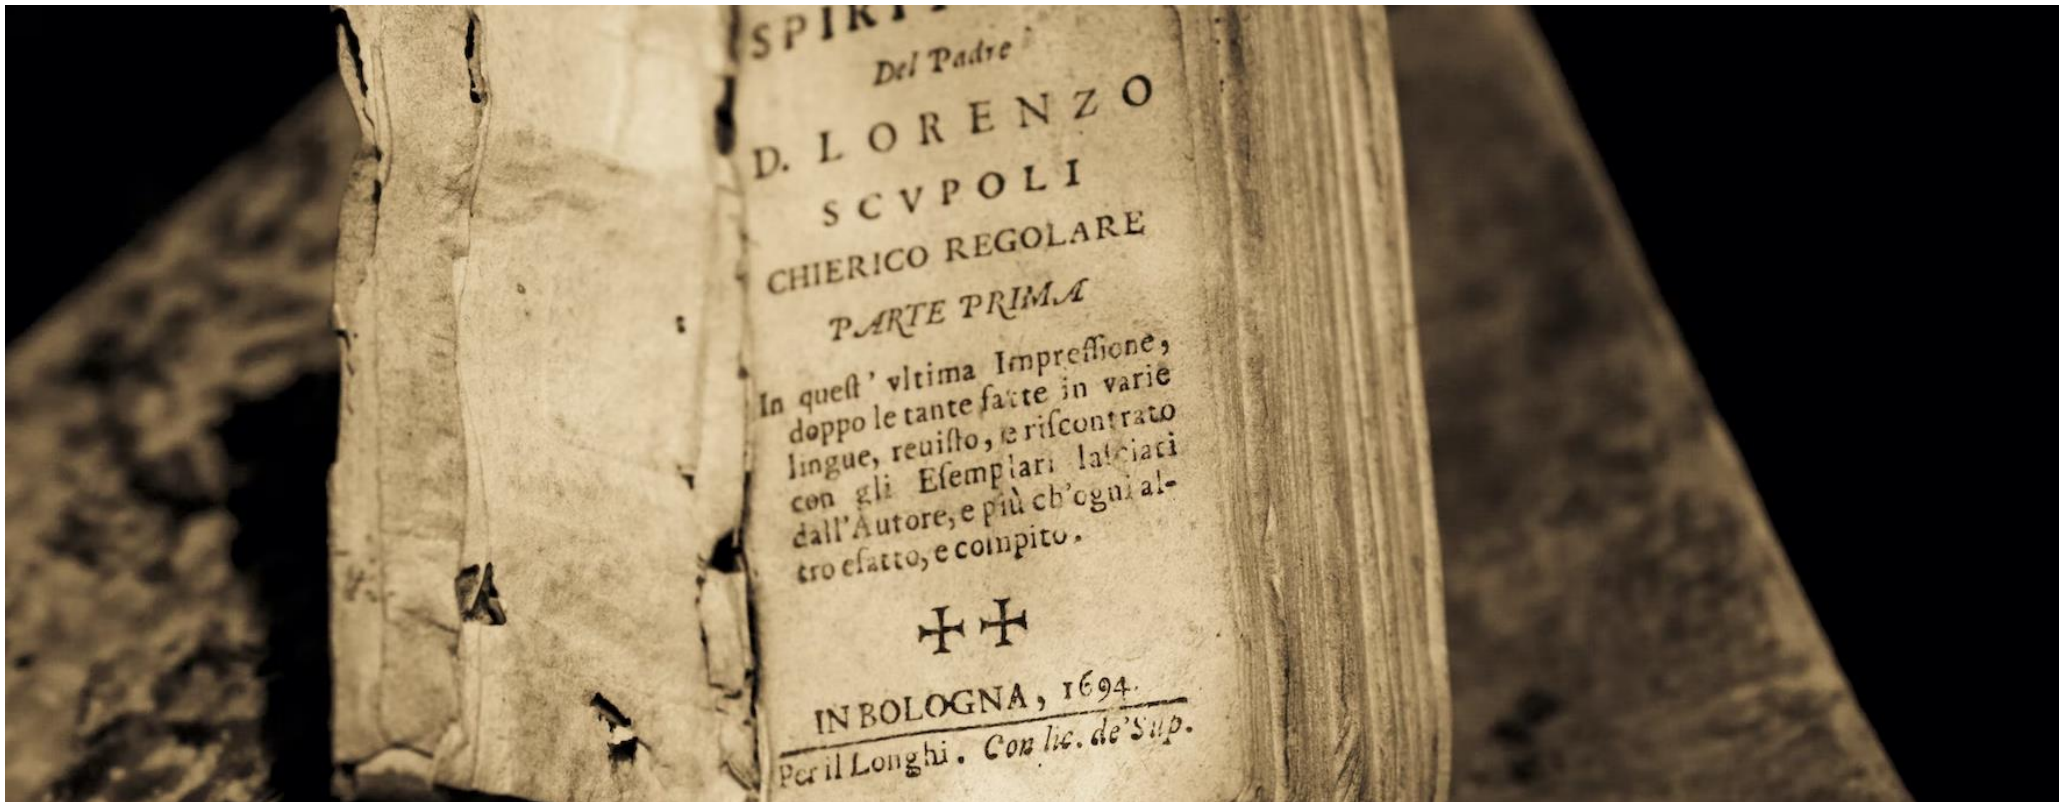 SPIRIT
Del Padre
D. LORENZO
SCVPOLI
CHIERICO REGOLARE
PARTE PRIMA
In queſt' vltima Impreſſione,
doppo le tante fatte in varie
lingue, reuiſto, e riſcontrato
con gli Eſemplari laſciati
dall'Autore, e più ch'ogni al-
tro eſatto, e compito.
IN BOLOGNA, 1694.
Per il Longhi. Con lic. de' Sup.